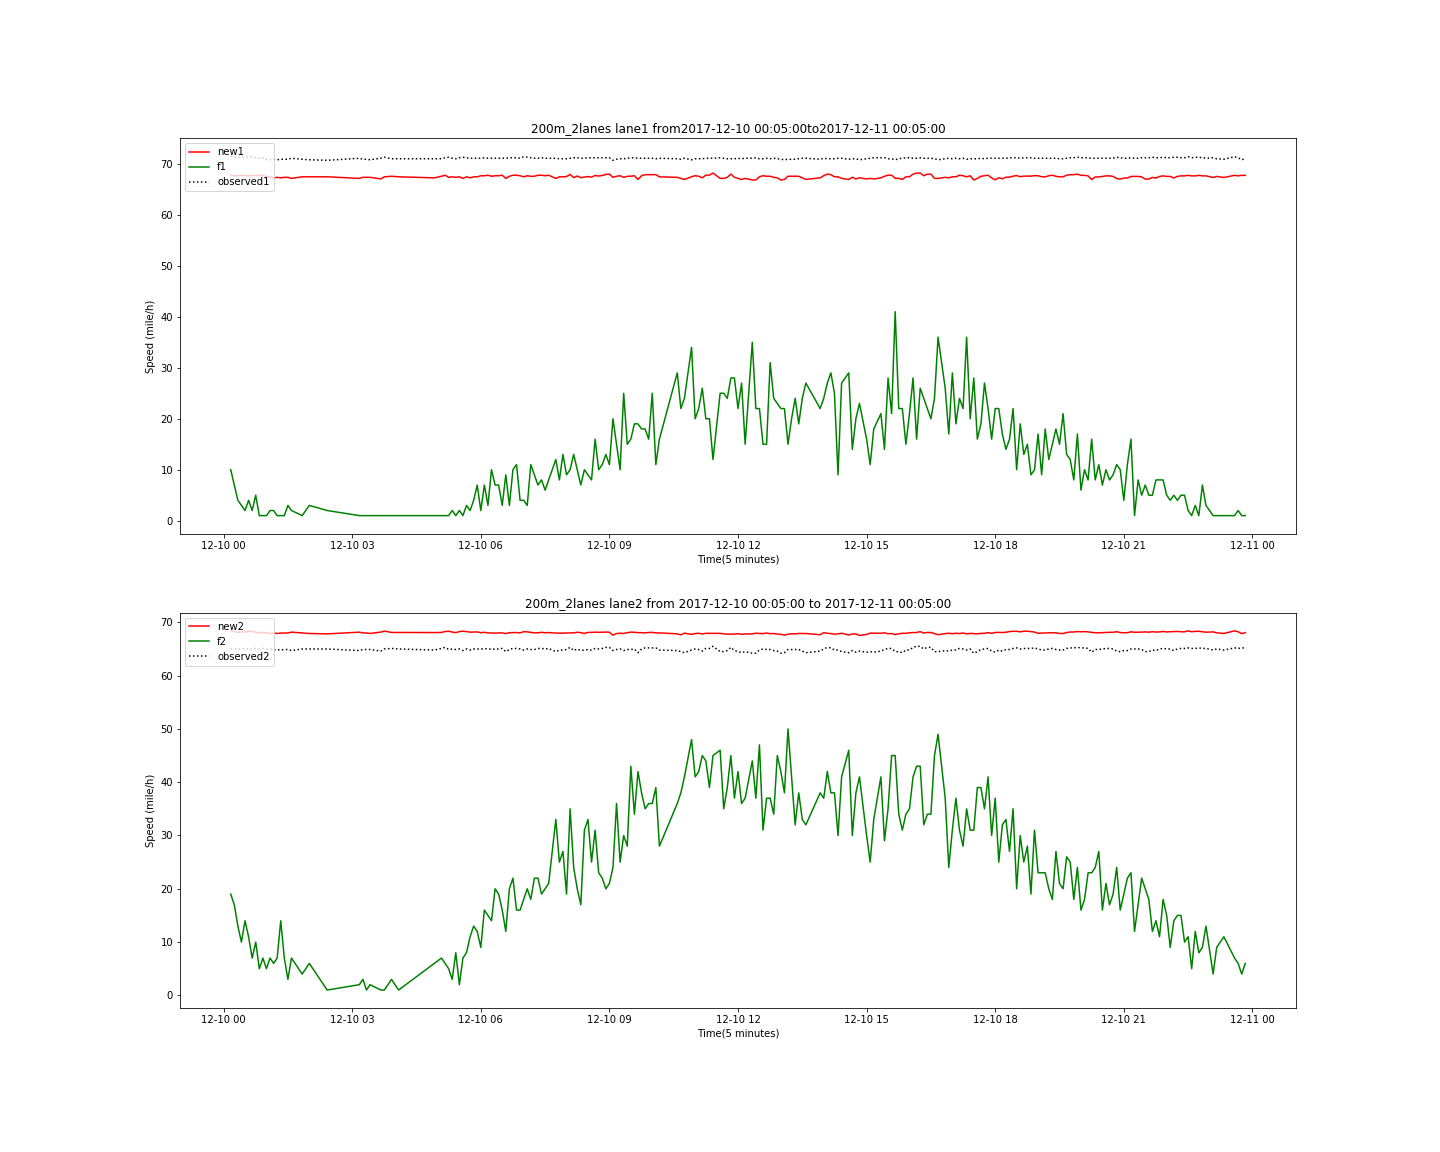 200m_2lanes lane1 from2017-12-10 00:05:00to2017-12-11 00:05:00
new1
f1
observed1
70
60
50
40
30
20
10
0
Speed (mile/h)
12-10 00 12-10 03 12-10 06 12-10 09 12-10 12 12-10 15 12-10 18 12-10 21 12-11 00
Time(5 minutes)
200m_2lanes lane2 from 2017-12-10 00:05:00 to 2017-12-11 00:05:00
new2
f2
observed2
70
60
50
40
30
20
10
0
Speed (mile/h)
12-10 00 12-10 03 12-10 06 12-10 09 12-10 12 12-10 15 12-10 18 12-10 21 12-11 00
Time(5 minutes)